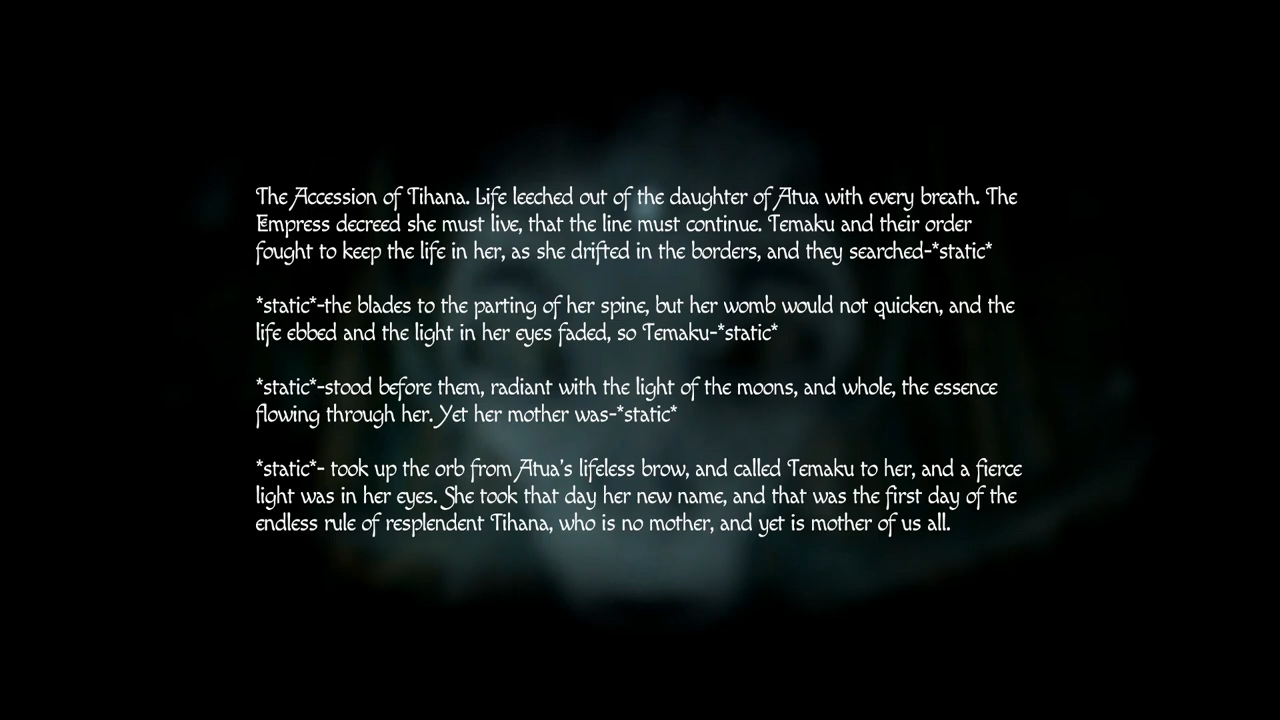 The Accession of Tihana. Life leeched out of the daughter of Atua with every breath. The
Empress decreed she must live, that the line must continue. Temaku and their order
fought to keep the life in her, as she drifted in the borders, and they searched-*static*
*static*-the blades to the parting of her spine, but her womb would not quicken, and the
life ebbed and the light in her eyes faded, so Temaku-*static*
*static*-stood before them, radiant with the light of the moons, and whole, the essence
flowing through her. Yet her mother was-*static*
*static*- took up the orb from Atua's lifeless brow, and called Temaku to her, and a fierce
light was in her eyes. She took that day her new name, and that was the first day of the
endless rule of resplendent Tihana, who is no mother, and yet is mother of us all.